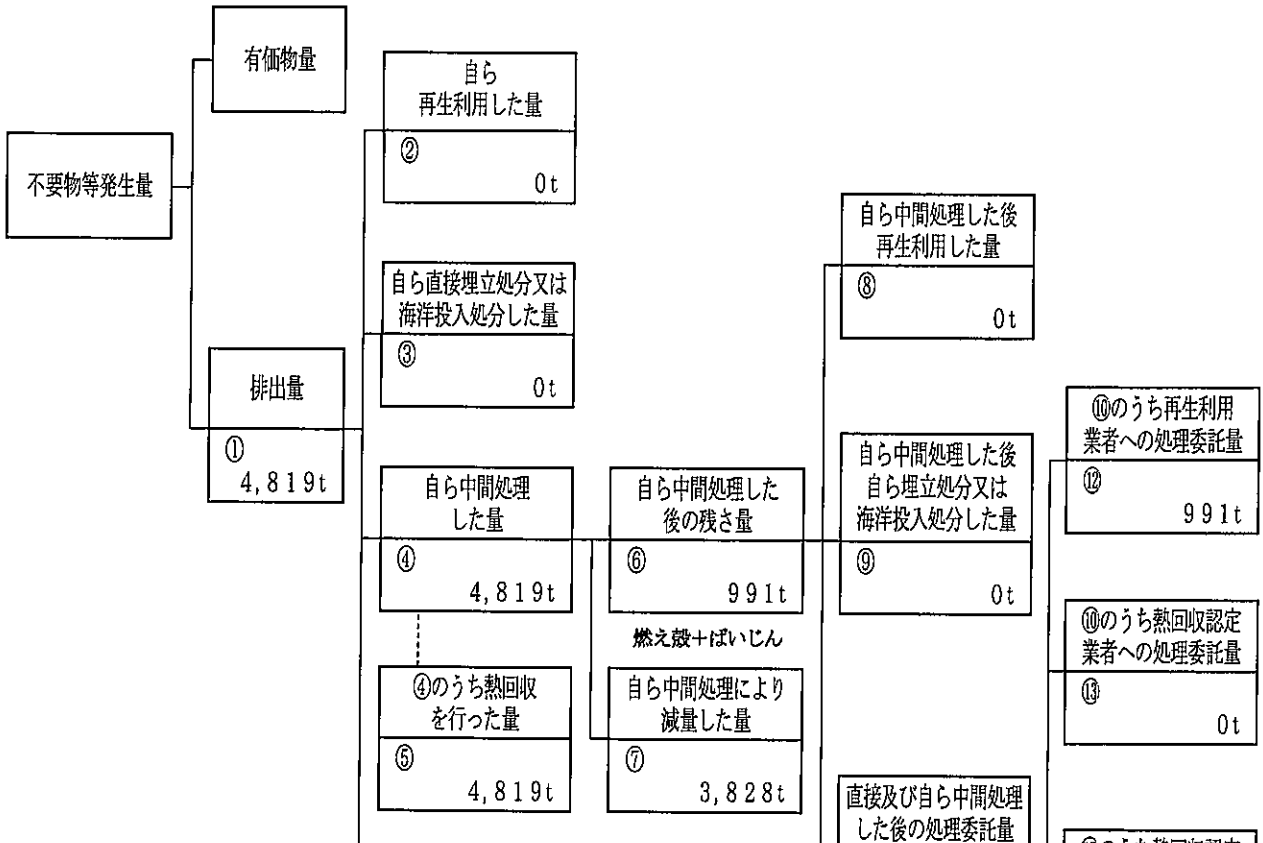 有価物量
不要物等発生量
排出量
①
4,819t
自ら
再生利用した量
②
0t
自ら直接埋立処分又は
海洋投入処分した量
③
0t
自ら中間処理
した量
④
4,819t
④のうち熱回収
を行った量
⑤
4,819t
自ら中間処理した
後の残さ量
⑥
991t
燃え殻+ばいじん
自ら中間処理により
減量した量
⑦
3,828t
自ら中間処理した後
再生利用した量
⑧
0t
自ら中間処理した後
自ら埋立処分又は
海洋投入処分した量
⑨
0t
直接及び自ら中間処理
した後の処理委託量
⑩のうち再生利用
業者への処理委託量
⑫
991t
⑩のうち熱回収認定
業者への処理委託量
⑬
0t
のうち熱回収認定